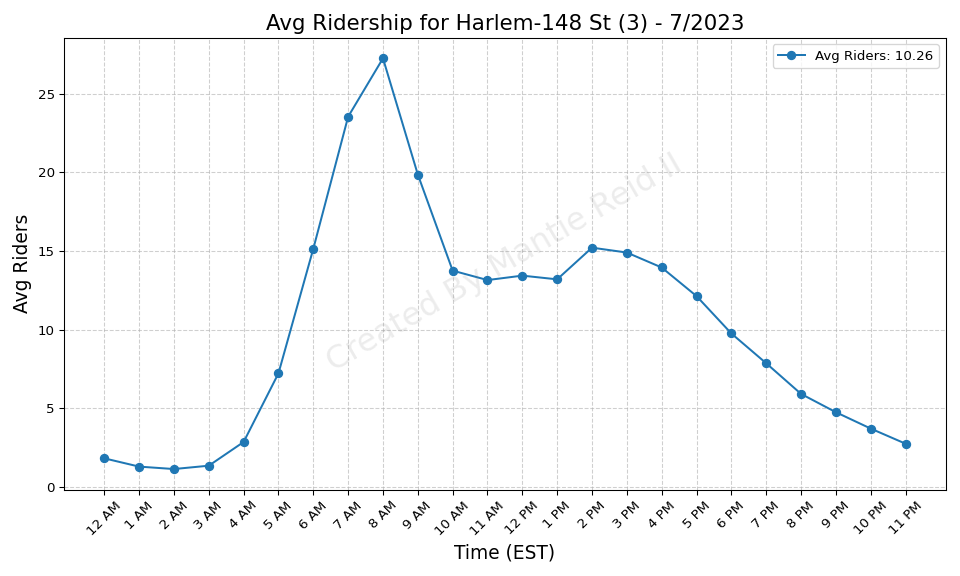 Avg Ridership for Harlem-148 St (3) - 7/2023
Avg Riders: 10.26
25
20
15
10
5
0
Avg Riders
Created By Mantie Reid II
12 AM
1 AM
2 AM
3 AM
4 AM
5 AM
6 AM
7 AM
8 AM
9 AM
10 AM
11 AM
12 PM
1 PM
2 PM
3 PM
4 PM
5 PM
6 PM
7 PM
8 PM
9 PM
10 PM
11 PM
Time (EST)